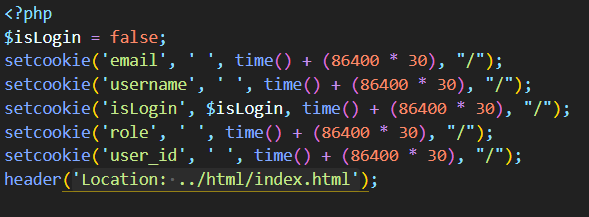 <?php
$isLogin = false;
setcookie('email', ' ', time() + (86400 * 30), "/");
setcookie('username', ' ', time() + (86400 * 30), "/");
setcookie('isLogin', $isLogin, time() + (86400 * 30), "/");
setcookie('role', ' ', time() + (86400 * 30), "/");
setcookie('user_id', ' ', time() + (86400 * 30), "/");
header('Location: ../html/index.html');